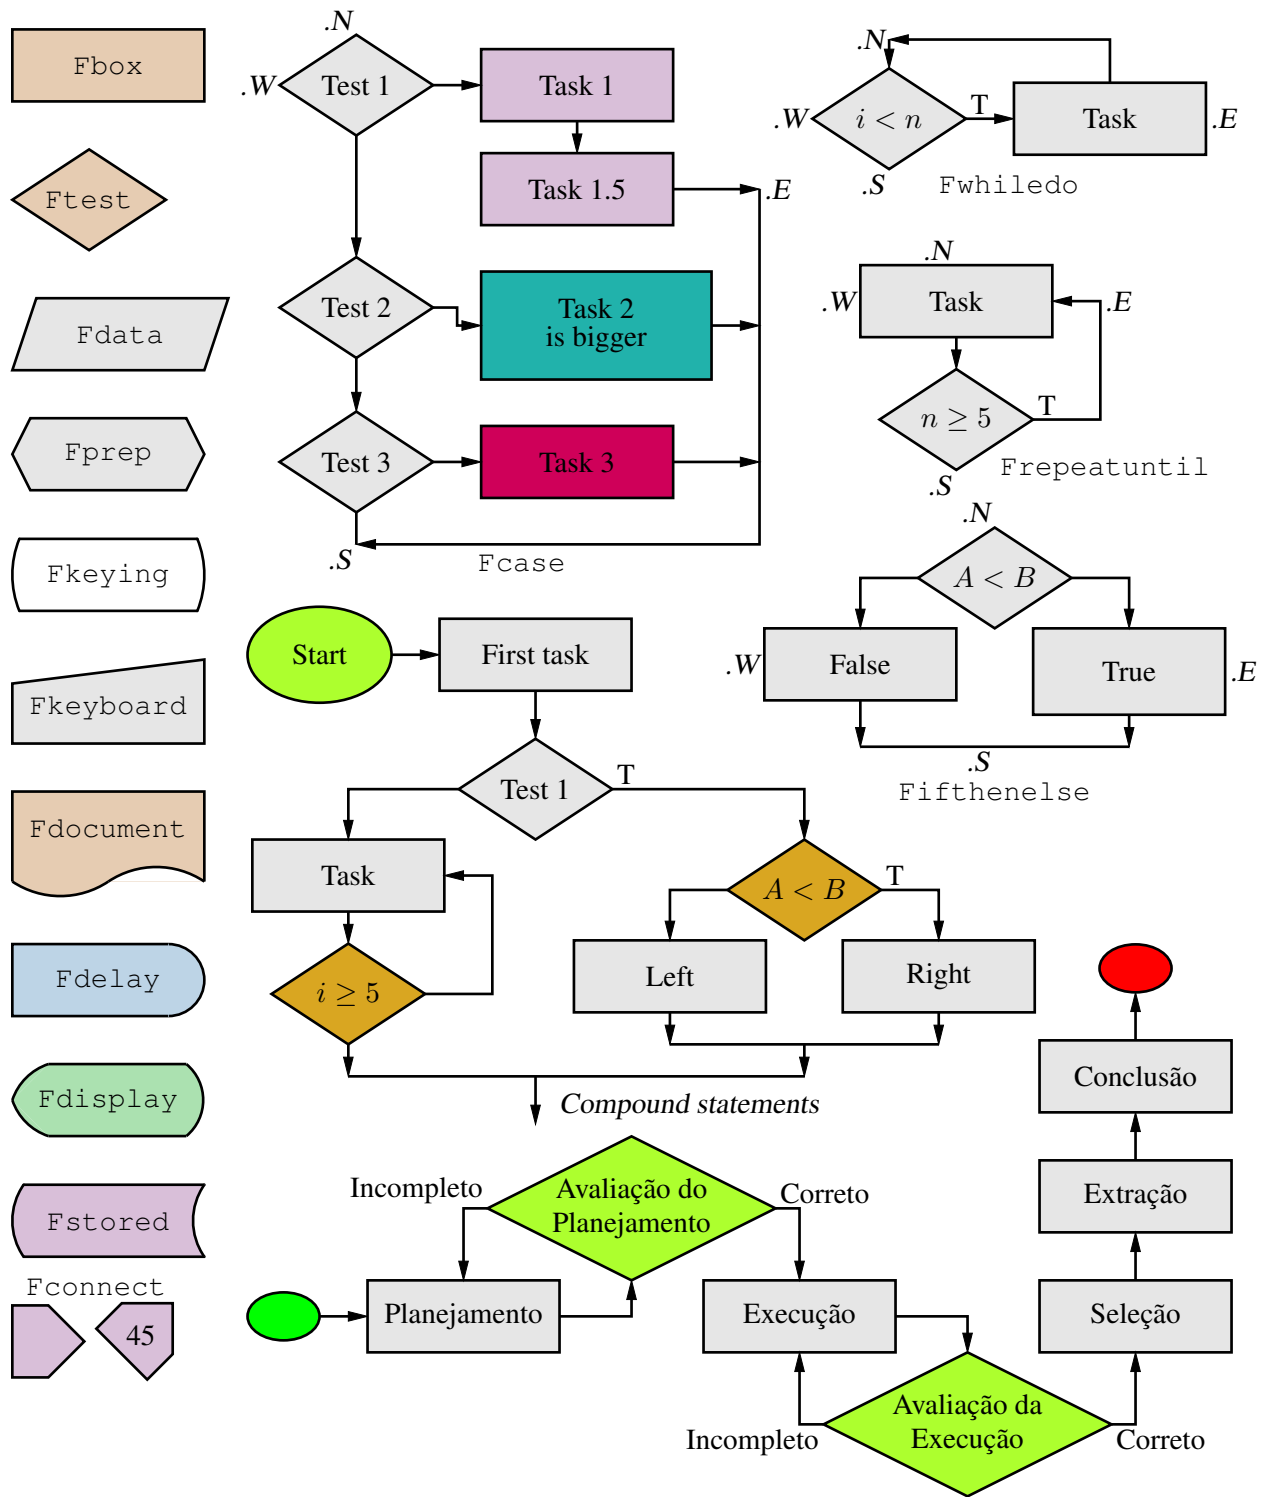 Fbox
Ftest
Fdata
Fprep
Fkeying
Fkeyboard
Fdocument
Fdelay
Fdisplay
Fstored
Fconnect
45
.N
.W
Test 1
Task 1
Task 1.5
.E
Test 2
Task 2
is bigger
Test 3
Task 3
.S
Fcase
.N
.W
i < n
T
Task
.E
.S
Fwhiledo
.N
.W
Task
.E
n ≥ 5
T
.S
Frepeatuntil
.N
A < B
.W
False
True
.E
.S
Fifthenelse
Start
First task
Test 1
T
Task
i ≥ 5
A < B
T
Left
Right
Compound statements
Incompleto
Avaliação do
Planejamento
Correto
Planejamento
Execução
Incompleto
Avaliação da
Execução
Correto
Seleção
Extração
Conclusão